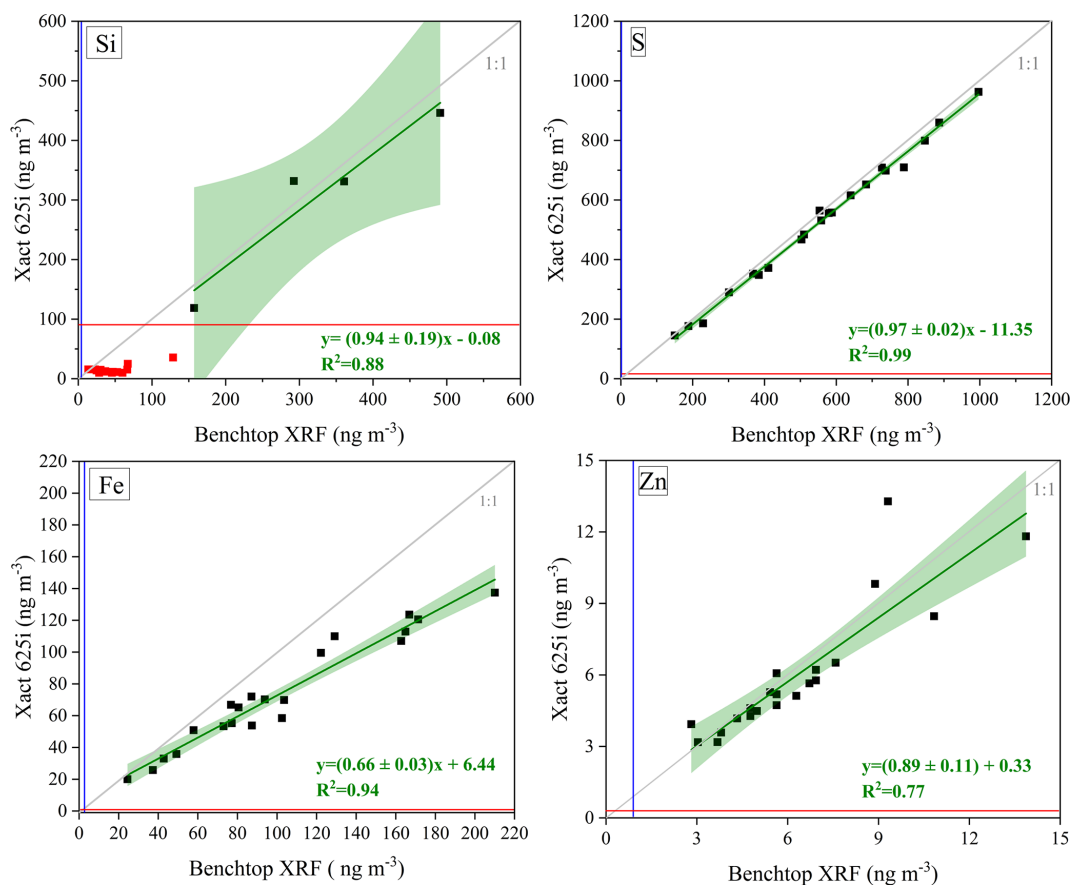 Si
1:1
Xact 625i (ng m⁻³)
600
500
400
300
200
100
0
y= (0.94 ± 0.19)x - 0.08
R²=0.88
0 100 200 300 400 500 600
Benchtop XRF (ng m⁻³)
S
1:1
Xact 625i (ng m⁻³)
1200
1000
800
600
400
200
0
y=(0.97 ± 0.02)x - 11.35
R²=0.99
0 200 400 600 800 1000 1200
Benchtop XRF (ng m⁻³)
Fe
1:1
Xact 625i (ng m⁻³)
220
200
180
160
140
120
100
80
60
40
20
0
y=(0.66 ± 0.03)x + 6.44
R²=0.94
0 20 40 60 80 100 120 140 160 180 200 220
Benchtop XRF ( ng m⁻³)
Zn
1:1
Xact 625i (ng m⁻³)
15
12
9
6
3
0
y=(0.89 ± 0.11) + 0.33
R²=0.77
0 3 6 9 12 15
Benchtop XRF (ng m⁻³)